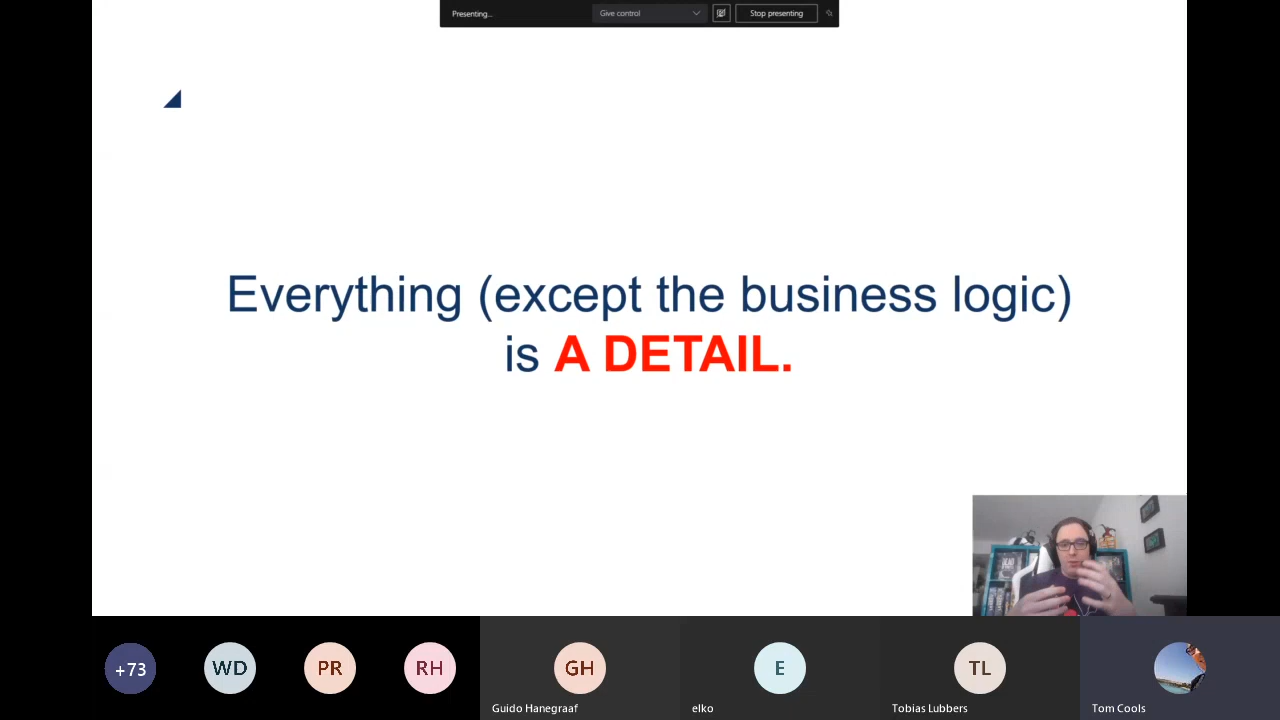 Presenting...
Give control
Stop presenting
Everything (except the business logic)
is A DETAIL.
+73
WD
PR
RH
GH
Guido Hanegraaf
E
elko
TL
Tobias Lubbers
Tom Cools